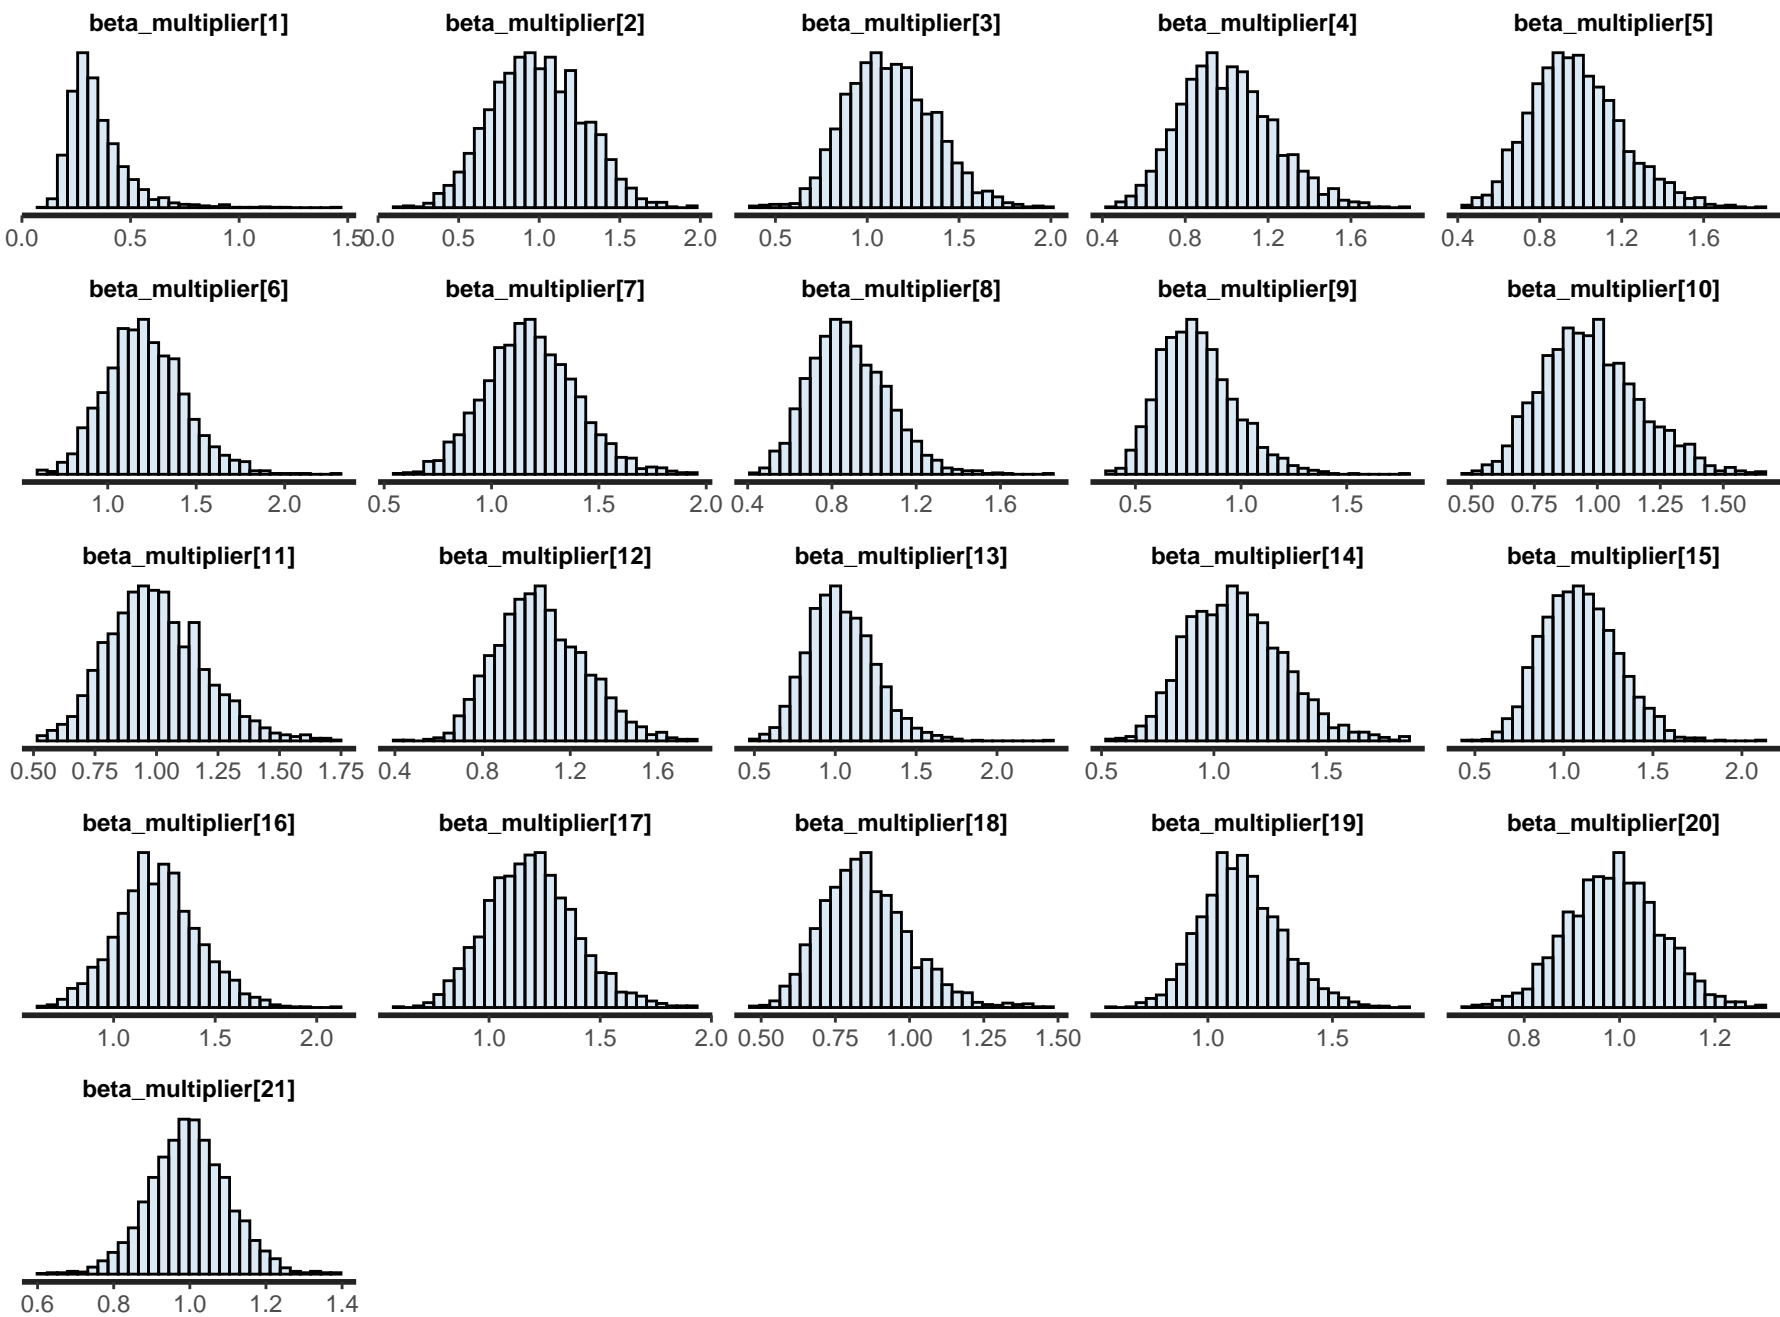 beta_multiplier[1] beta_multiplier[2] beta_multiplier[3] beta_multiplier[4] beta_multiplier[5]
0.0 0.5 1.0 1.5 0.0 0.5 1.0 1.5 2.0 0.5 1.0 1.5 2.0 0.4 0.8 1.2 1.6 0.4 0.8 1.2 1.6
beta_multiplier[6] beta_multiplier[7] beta_multiplier[8] beta_multiplier[9] beta_multiplier[10]
1.0 1.5 2.0 0.5 1.0 1.5 2.0 0.4 0.8 1.2 1.6 0.5 1.0 1.5 0.50 0.75 1.00 1.25 1.50
beta_multiplier[11] beta_multiplier[12] beta_multiplier[13] beta_multiplier[14] beta_multiplier[15]
0.50 0.75 1.00 1.25 1.50 1.75 0.4 0.8 1.2 1.6 0.5 1.0 1.5 2.0 0.5 1.0 1.5 0.5 1.0 1.5 2.0
beta_multiplier[16] beta_multiplier[17] beta_multiplier[18] beta_multiplier[19] beta_multiplier[20]
1.0 1.5 2.0 1.0 1.5 2.0 0.50 0.75 1.00 1.25 1.50 1.0 1.5 0.8 1.0 1.2
beta_multiplier[21]
0.6 0.8 1.0 1.2 1.4